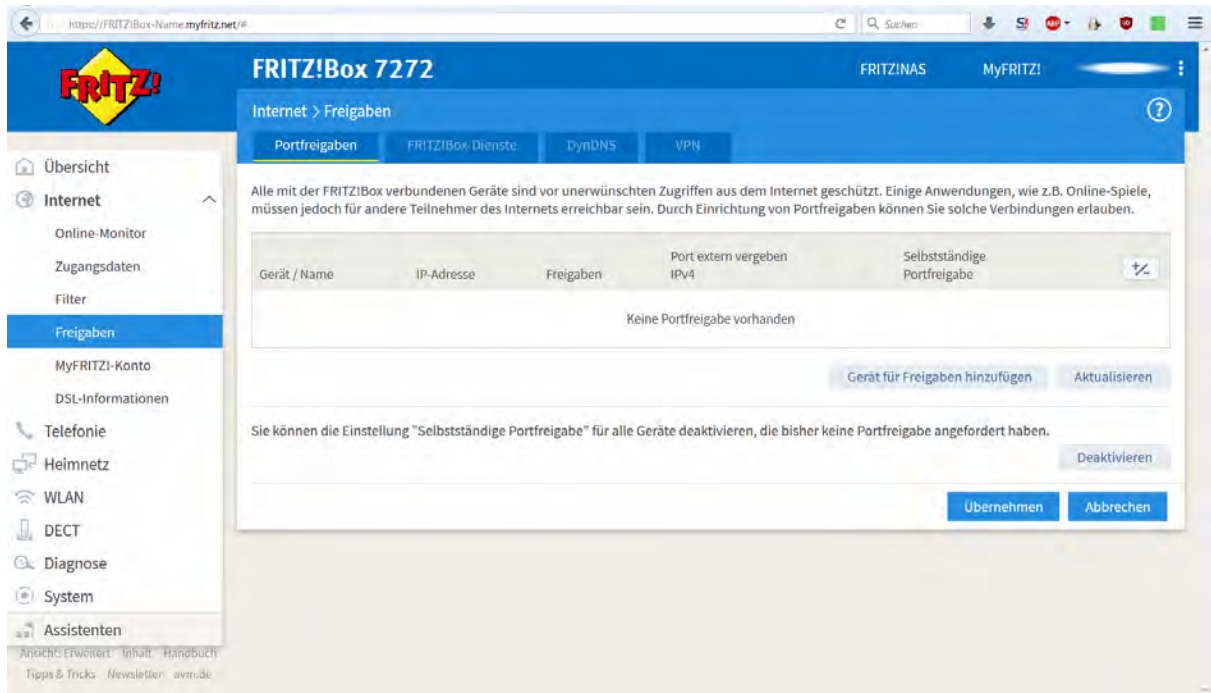 https://FRITZ!Box-Name.myfritz.net/#
Suchen
FRITZ!
FRITZ!Box 7272
FRITZ!NAS
MyFRITZ!
Internet > Freigaben
Portfreigaben
FRITZ!Box-Dienste
DynDNS
VPN
Übersicht
Internet
Online-Monitor
Zugangsdaten
Filter
Freigaben
MyFRITZ!-Konto
DSL-Informationen
Telefonie
Heimnetz
WLAN
DECT
Diagnose
System
Assistenten
Ansicht: Erweitert Inhalt Handbuch
Tipps & Tricks Newsletter avm.de
Alle mit der FRITZ!Box verbundenen Geräte sind vor unerwünschten Zugriffen aus dem Internet geschützt. Einige Anwendungen, wie z.B. Online-Spiele,
müssen jedoch für andere Teilnehmer des Internets erreichbar sein. Durch Einrichtung von Portfreigaben können Sie solche Verbindungen erlauben.
Gerät / Name
IP-Adresse
Freigaben
Port extern vergeben
IPv4
Selbstständige
Portfreigabe
Keine Portfreigabe vorhanden
Gerät für Freigaben hinzufügen
Aktualisieren
Sie können die Einstellung "Selbstständige Portfreigabe" für alle Geräte deaktivieren, die bisher keine Portfreigabe angefordert haben.
Deaktivieren
Übernehmen
Abbrechen